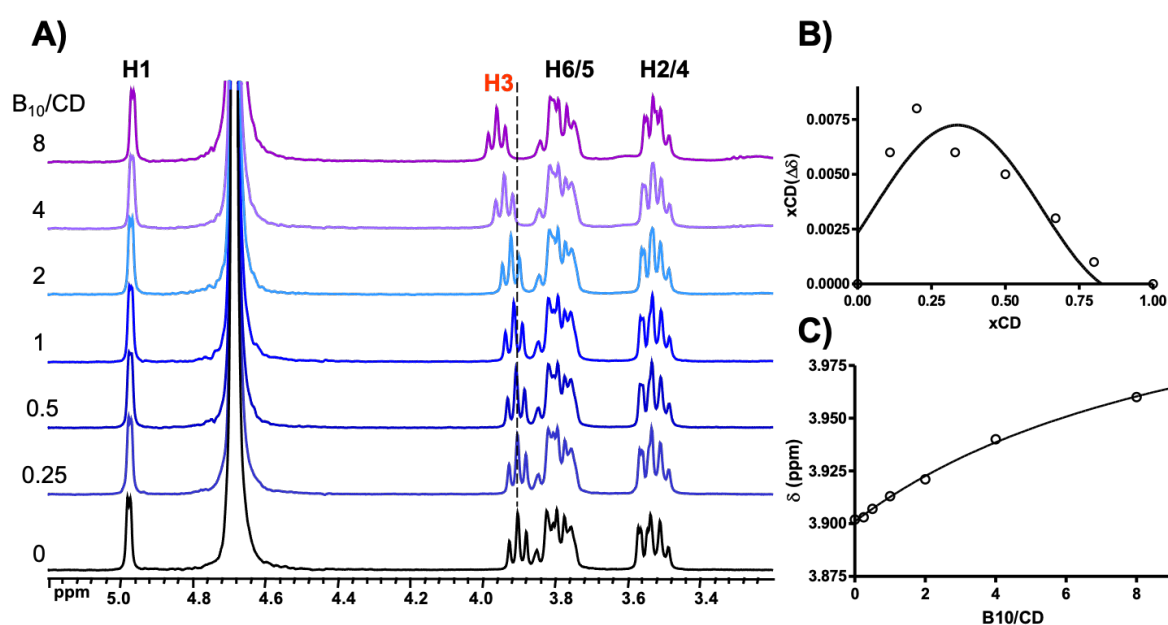 A)
H1
H3
H6/5
H2/4
B₁₀/CD
8
4
2
1
0.5
0.25
0
ppm 5.0 4.8 4.6 4.4 4.2 4.0 3.8 3.6 3.4
B)
xCD(Δδ)
0.0075
0.0050
0.0025
0.0000
0.00 0.25 0.50 0.75 1.00
xCD
C)
δ (ppm)
3.975
3.950
3.925
3.900
3.875
0 2 4 6 8
B10/CD